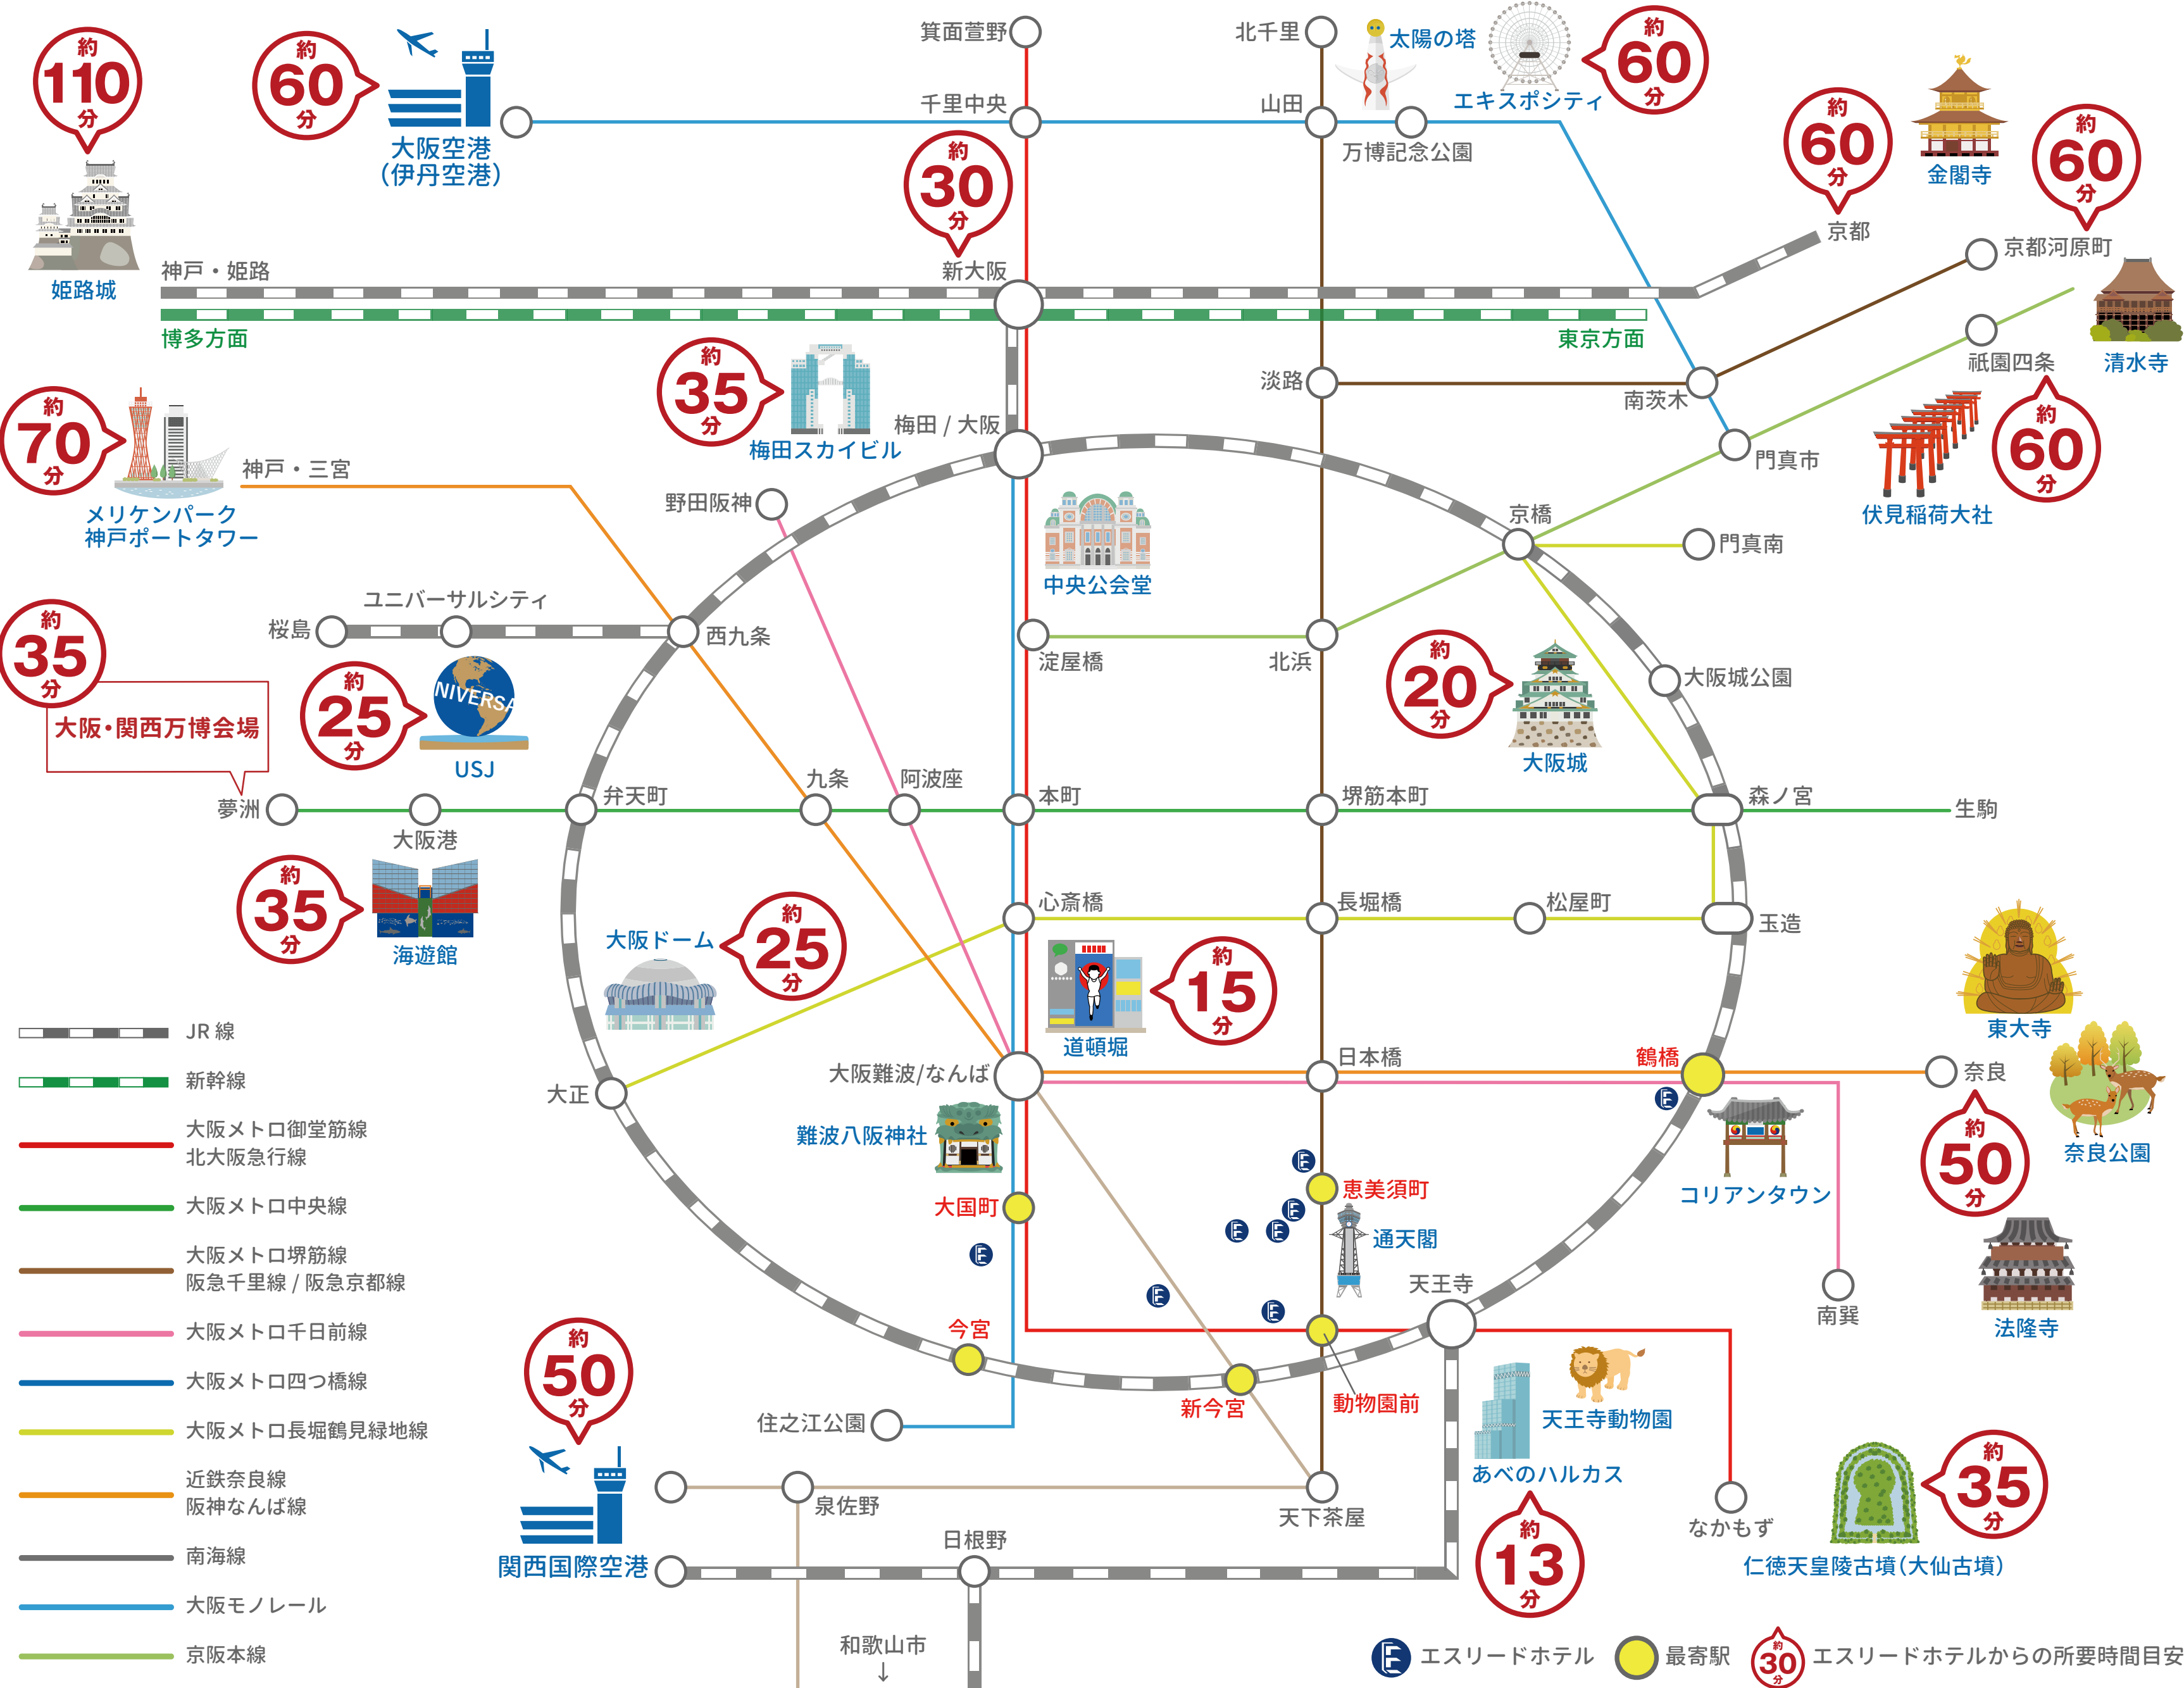 約
110
分
姫路城
約
60
分
大阪空港
(伊丹空港)
箕面萱野
千里中央
北千里
山田
太陽の塔
エキスポシティ
約
60
分
万博記念公園
約
60
分
金閣寺
約
60
分
京都
京都河原町
清水寺
祇園四条
約
60
分
伏見稲荷大社
約
30
分
新大阪
神戸・姫路
博多方面
東京方面
約
35
分
梅田スカイビル
梅田 / 大阪
淡路
南茨木
門真市
約
70
分
メリケンパーク
神戸ポートタワー
神戸・三宮
野田阪神
中央公会堂
京橋
門真南
ユニバーサルシティ
桜島
西九条
淀屋橋
北浜
約
35
分
大阪・関西万博会場
約
25
分
NIVERSA
USJ
約
20
分
大阪城
大阪城公園
夢洲
大阪港
弁天町
九条
阿波座
本町
堺筋本町
森ノ宮
生駒
約
35
分
海遊館
大阪ドーム
約
25
分
心斎橋
長堀橋
松屋町
玉造
道頓堀
約
15
分
東大寺
大正
大阪難波/なんば
日本橋
鶴橋
奈良
約
50
分
奈良公園
法隆寺
難波八阪神社
大国町
恵美須町
通天閣
コリアンタウン
南巽
天王寺
今宮
新今宮
動物園前
住之江公園
約
50
分
関西国際空港
泉佐野
日根野
天下茶屋
和歌山市
↓
天王寺動物園
あべのハルカス
約
13
分
なかもず
仁徳天皇陵古墳(大仙古墳)
約
35
分
JR 線
新幹線
大阪メトロ御堂筋線
北大阪急行線
大阪メトロ中央線
大阪メトロ堺筋線
阪急千里線 / 阪急京都線
大阪メトロ千日前線
大阪メトロ四つ橋線
大阪メトロ長堀鶴見緑地線
近鉄奈良線
阪神なんば線
南海線
大阪モノレール
京阪本線
エスリードホテル
最寄駅
約
30
分
エスリードホテルからの所要時間目安